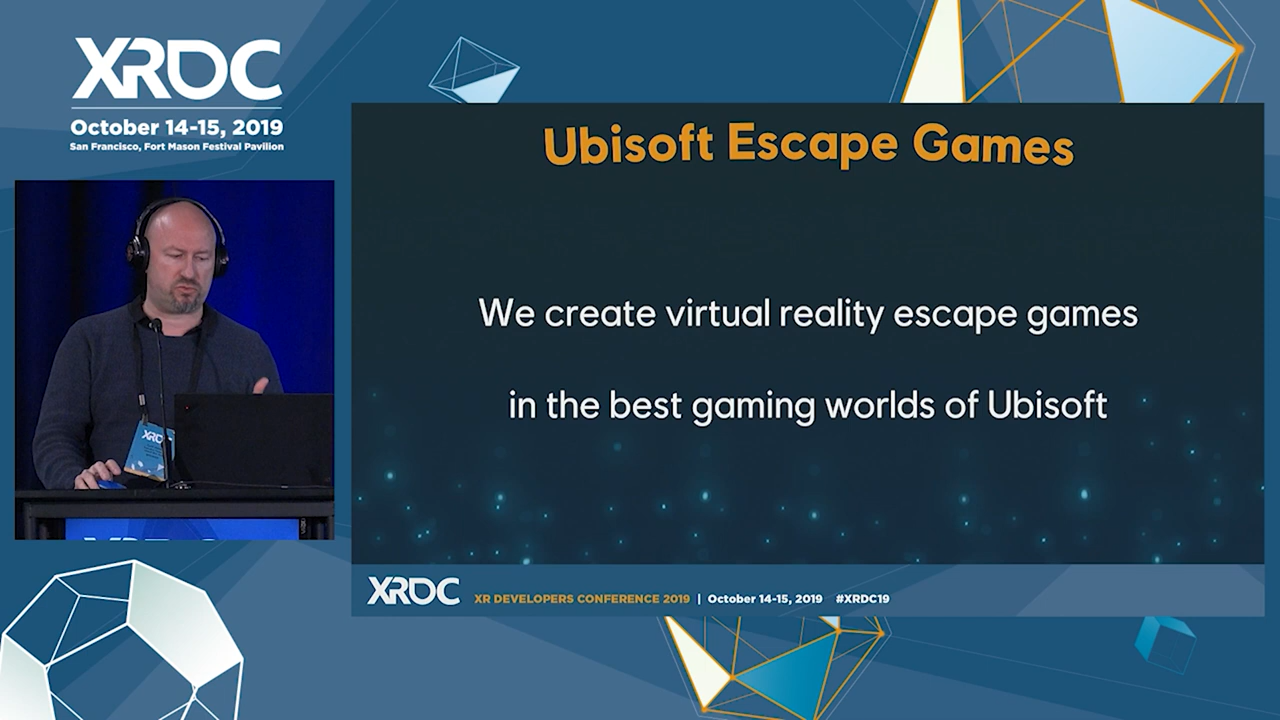 XRDC
October 14-15, 2019
San Francisco, Fort Mason Festival Pavilion
Ubisoft Escape Games
We create virtual reality escape games
in the best gaming worlds of Ubisoft
XRDC
XRDC
XR DEVELOPERS CONFERENCE 2019 | October 14-15, 2019 #XRDC19